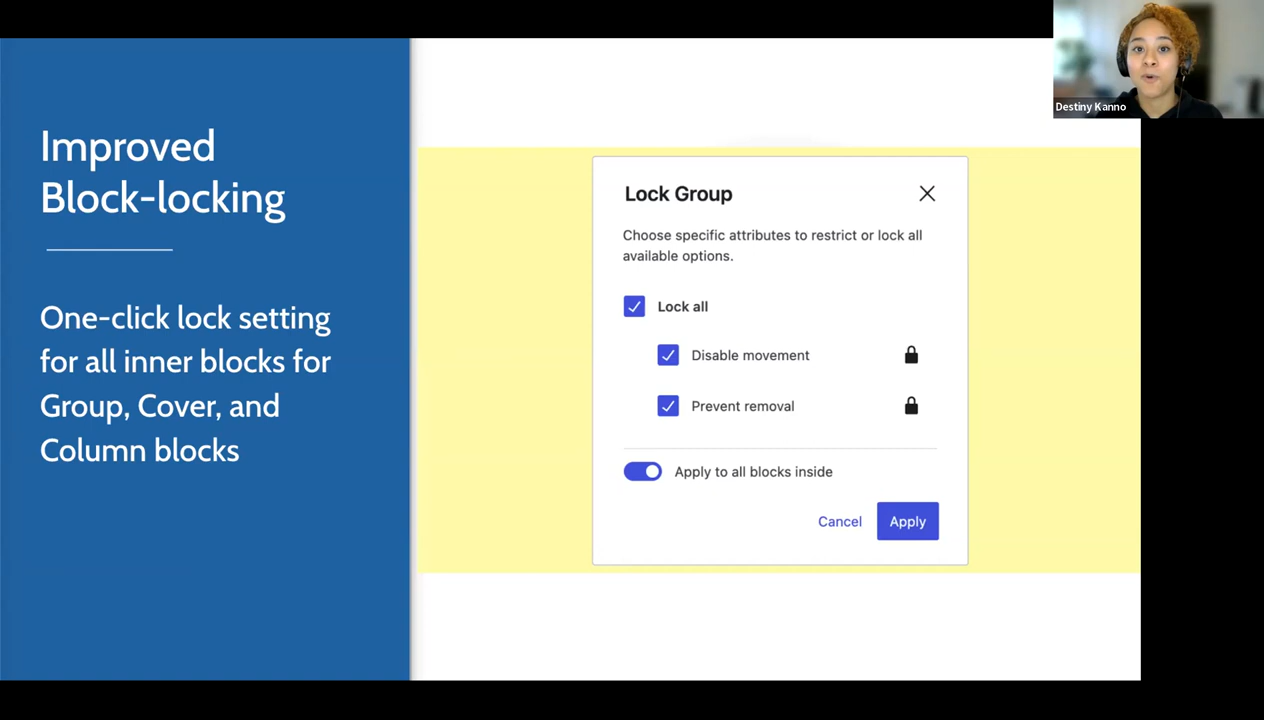 Improved
Block-locking
One-click lock setting
for all inner blocks for
Group, Cover, and
Column blocks
Lock Group
Choose specific attributes to restrict or lock all
available options.
Lock all
Disable movement
Prevent removal
Apply to all blocks inside
Cancel
Apply
Destiny Kanno